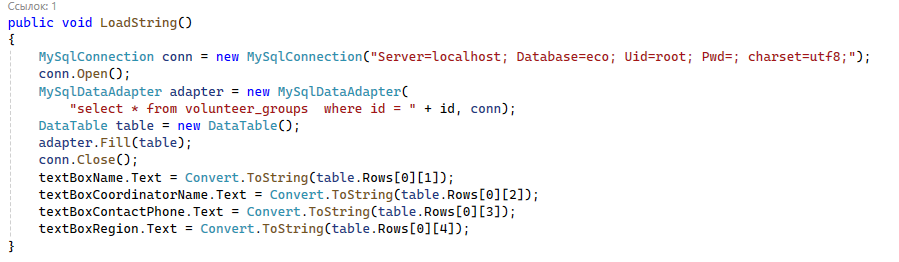 Ссылок: 1
public void LoadString()
{
    MySqlConnection conn = new MySqlConnection("Server=localhost; Database=eco; Uid=root; Pwd=; charset=utf8;");
    conn.Open();
    MySqlDataAdapter adapter = new MySqlDataAdapter(
        "select * from volunteer_groups  where id = " + id, conn);
    DataTable table = new DataTable();
    adapter.Fill(table);
    conn.Close();
    textBoxName.Text = Convert.ToString(table.Rows[0][1]);
    textBoxCoordinatorName.Text = Convert.ToString(table.Rows[0][2]);
    textBoxContactPhone.Text = Convert.ToString(table.Rows[0][3]);
    textBoxRegion.Text = Convert.ToString(table.Rows[0][4]);
}